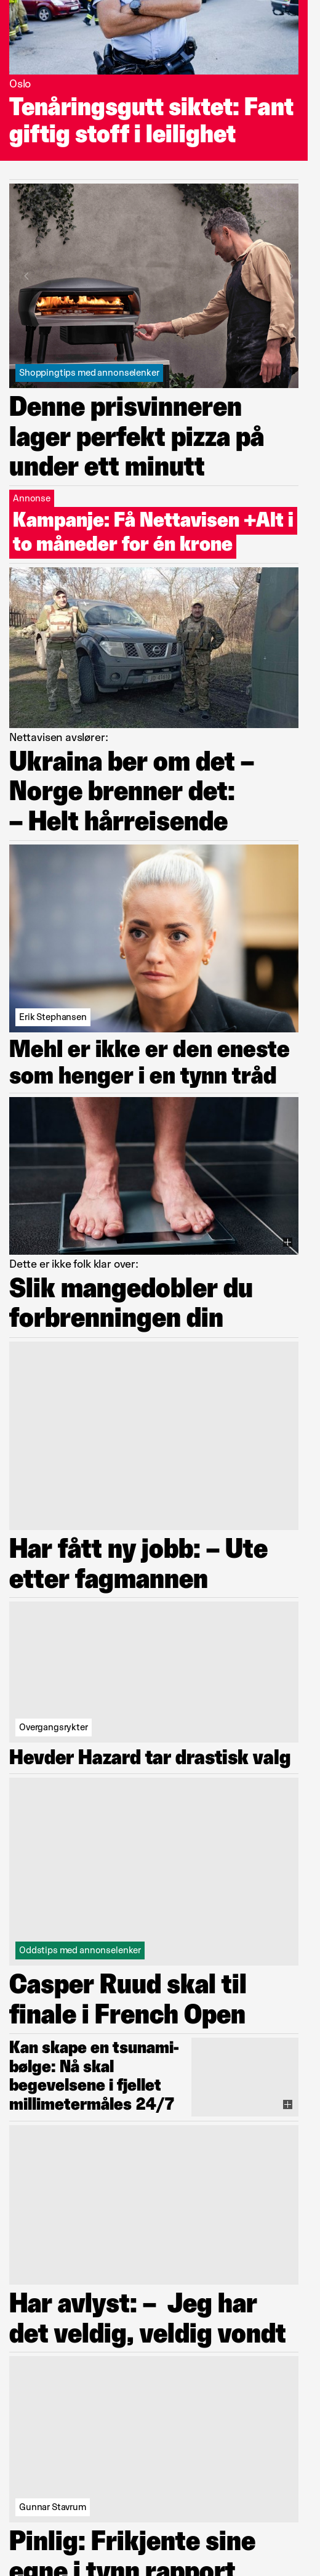 Oslo
Tenåringsgutt siktet: Fant
giftig stoff i leilighet
Shoppingtips med annonselenker
Denne prisvinneren
lager perfekt pizza på
under ett minutt
Annonse
Kampanje: Få Nettavisen +Alt i
to måneder for én krone
Nettavisen avslører:
Ukraina ber om det –
Norge brenner det:
– Helt hårreisende
Erik Stephansen
Mehl er ikke er den eneste
som henger i en tynn tråd
Dette er ikke folk klar over:
Slik mangedobler du
forbrenningen din
Har fått ny jobb: – Ute
etter fagmannen
Overgangsrykter
Hevder Hazard tar drastisk valg
Oddstips med annonselenker
Casper Ruud skal til
finale i French Open
Kan skape en tsunami-
bølge: Nå skal
begevelsene i fjellet
millimetermåles 24/7
Har avlyst: – Jeg har
det veldig, veldig vondt
Gunnar Stavrum
Pinlig: Frikjente sine
egne i tynn rapport